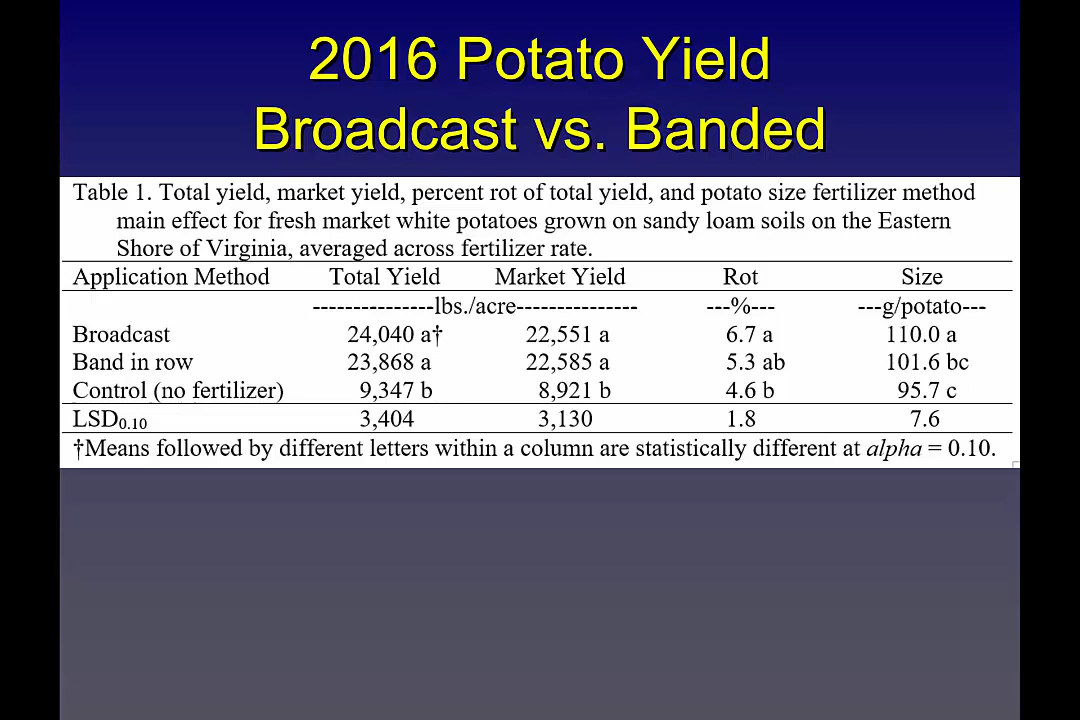 2016 Potato Yield
Broadcast vs. Banded
Table 1. Total yield, market yield, percent rot of total yield, and potato size fertilizer method
main effect for fresh market white potatoes grown on sandy loam soils on the Eastern
Shore of Virginia, averaged across fertilizer rate.
Application Method Total Yield Market Yield Rot Size
---------------lbs./acre--------------- ---%--- ---g/potato---
Broadcast 24,040 a† 22,551 a 6.7 a 110.0 a
Band in row 23,868 a 22,585 a 5.3 ab 101.6 bc
Control (no fertilizer) 9,347 b 8,921 b 4.6 b 95.7 c
LSD0.10 3,404 3,130 1.8 7.6
†Means followed by different letters within a column are statistically different at alpha = 0.10.